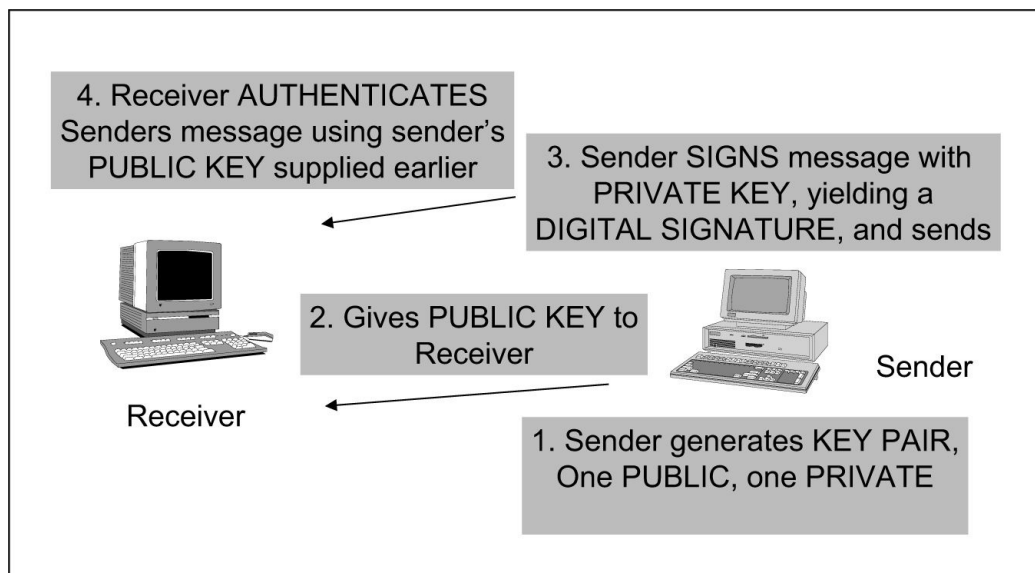 4. Receiver AUTHENTICATES
Senders message using sender's
PUBLIC KEY supplied earlier
3. Sender SIGNS message with
PRIVATE KEY, yielding a
DIGITAL SIGNATURE, and sends
2. Gives PUBLIC KEY to
Receiver
Sender
Receiver
1. Sender generates KEY PAIR,
One PUBLIC, one PRIVATE